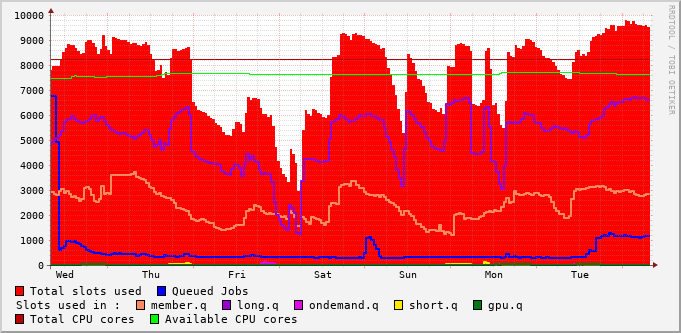 10000
9000
8000
7000
6000
5000
4000
3000
2000
1000
0
Wed Thu Fri Sat Sun Mon Tue
RRDTOOL / TOBI OETIKER
Total slots used Queued Jobs
Slots used in : member.q long.q ondemand.q short.q gpu.q
Total CPU cores Available CPU cores